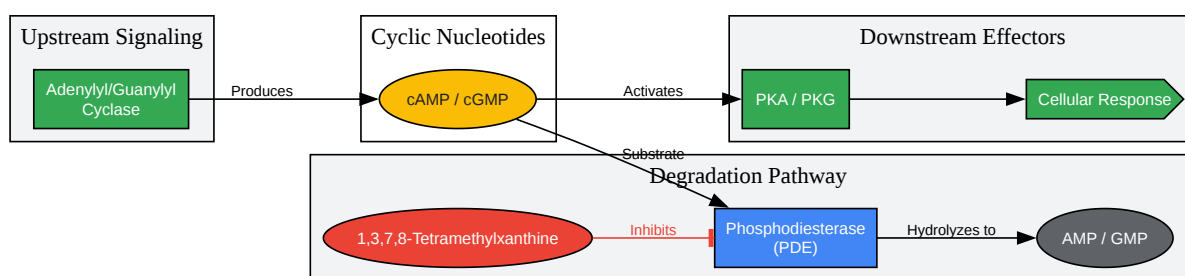 Upstream Signaling
Adenylyl/Guanylyl
Cyclase
Produces
Cyclic Nucleotides
cAMP / cGMP
Activates
Downstream Effectors
PKA / PKG
Cellular Response
Substrate
Degradation Pathway
1,3,7,8-Tetramethylxanthine
Inhibits
Phosphodiesterase
(PDE)
Hydrolyzes to
AMP / GMP